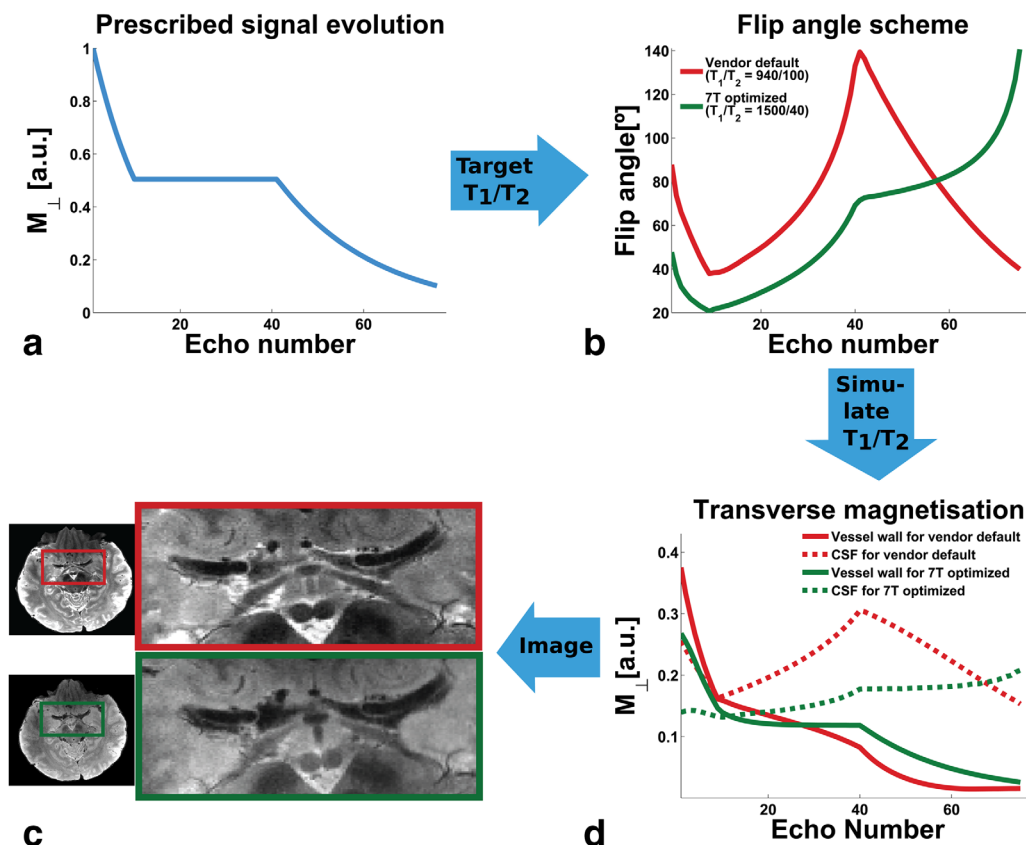 Prescribed signal evolution
M⊥ [a.u.]
1
0.8
0.6
0.4
0.2
0
20
40
60
Echo number
a
Target
T1/T2
Flip angle scheme
Vendor default
(T1/T2 = 940/100)
7T optimized
(T1/T2 = 1500/40)
Flip angle[º]
140
120
100
80
60
40
20
20
40
60
Echo number
b
Simu-
late
T1/T2
Transverse magnetisation
Vessel wall for vendor default
CSF for vendor default
Vessel wall for 7T optimized
CSF for 7T optimized
M⊥ [a.u.]
0.4
0.3
0.2
0.1
20
40
60
Echo Number
d
Image
c